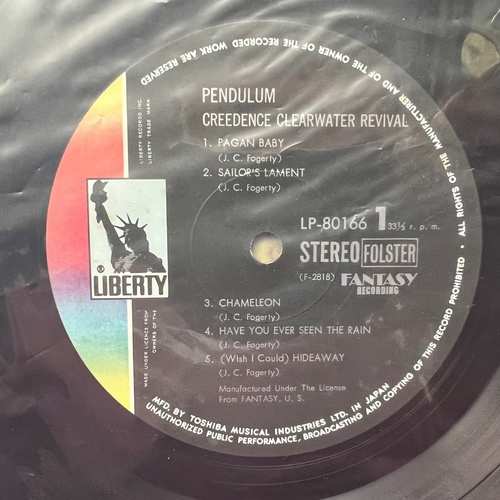 ALL RIGHTS OF THE MANUFACTURER AND OF THE OWNER OF THE RECORDED WORK ARE RESERVED
PENDULUM
CREEDENCE CLEARWATER REVIVAL
1. PAGAN BABY
(J. C. Fogerty)
2. SAILOR'S LAMENT
(J. C. Fogerty)
LIBERTY RECORDS INC.
LIBERTY TRADE MARK
LP-80166 1 33⅓ r. p. m.
STEREO FOLSTER
(F-2818) FANTASY
RECORDING
® LIBERTY
3. CHAMELEON
(J. C. Fogerty)
4. HAVE YOU EVER SEEN THE RAIN
(J. C. Fogerty)
5. (Wish I Could) HIDEAWAY
(J. C. Fogerty)
MADE UNDER LICENCE FROM
OWNERS OF THE
Manufactured Under The License
From FANTASY, U. S.
MFD. BY TOSHIBA MUSICAL INDUSTRIES LTD. IN JAPAN
UNAUTHORIZED PUBLIC PERFORMANCE, BROADCASTING AND COPYING OF THIS RECORD PROHIBITED